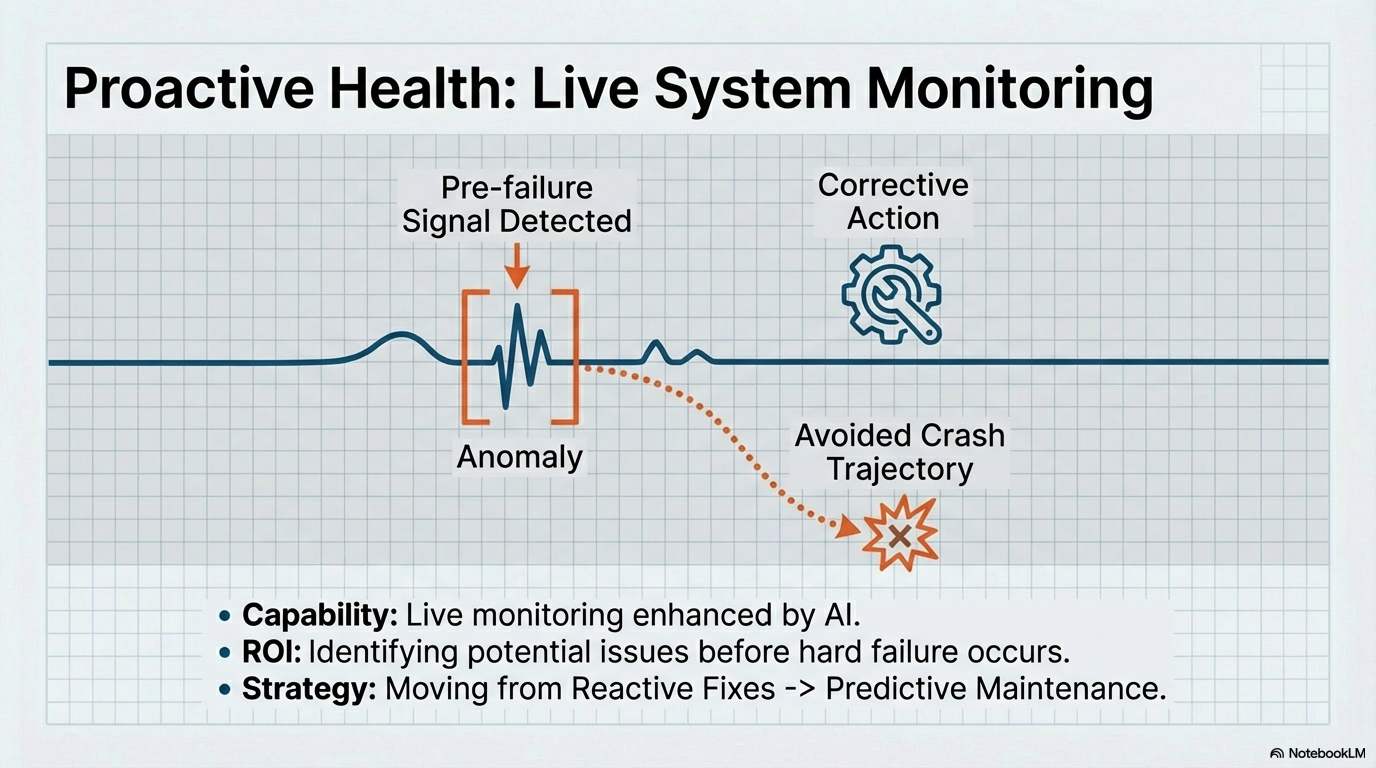 Proactive Health: Live System Monitoring
Pre-failure
Signal Detected
Corrective
Action
Anomaly
Avoided Crash
Trajectory
• Capability: Live monitoring enhanced by AI.
• ROI: Identifying potential issues before hard failure occurs.
• Strategy: Moving from Reactive Fixes -> Predictive Maintenance.
NotebookLM